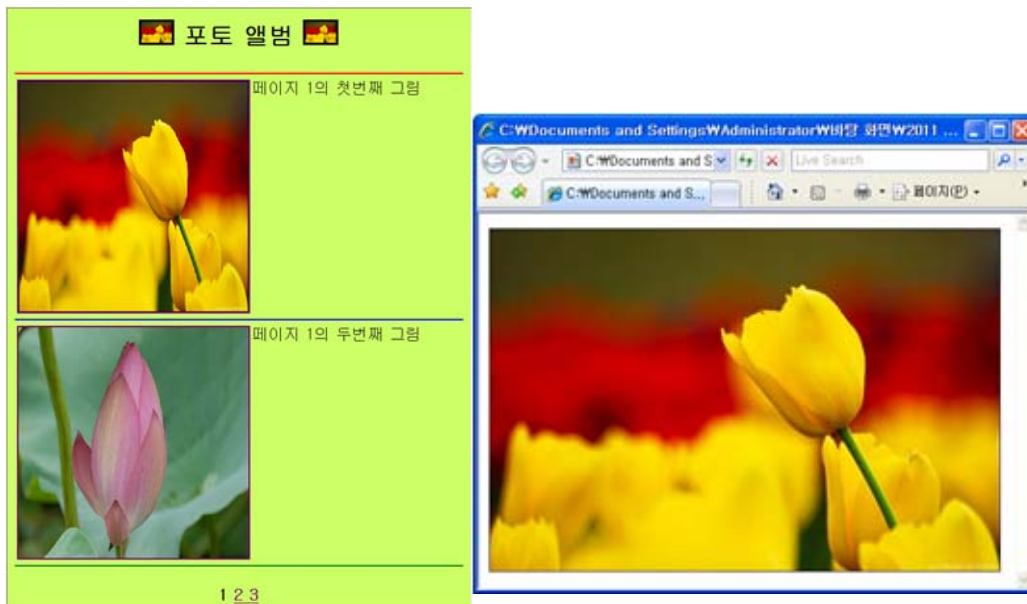 포토 앨범
페이지 1의 첫번째 그림
페이지 1의 두번째 그림
1 2 3
C:₩Documents and Settings₩Administrator₩바탕 화면₩2011 ...
C:₩Documents and S
Live Search
C:₩Documents and S...
페이지(P)